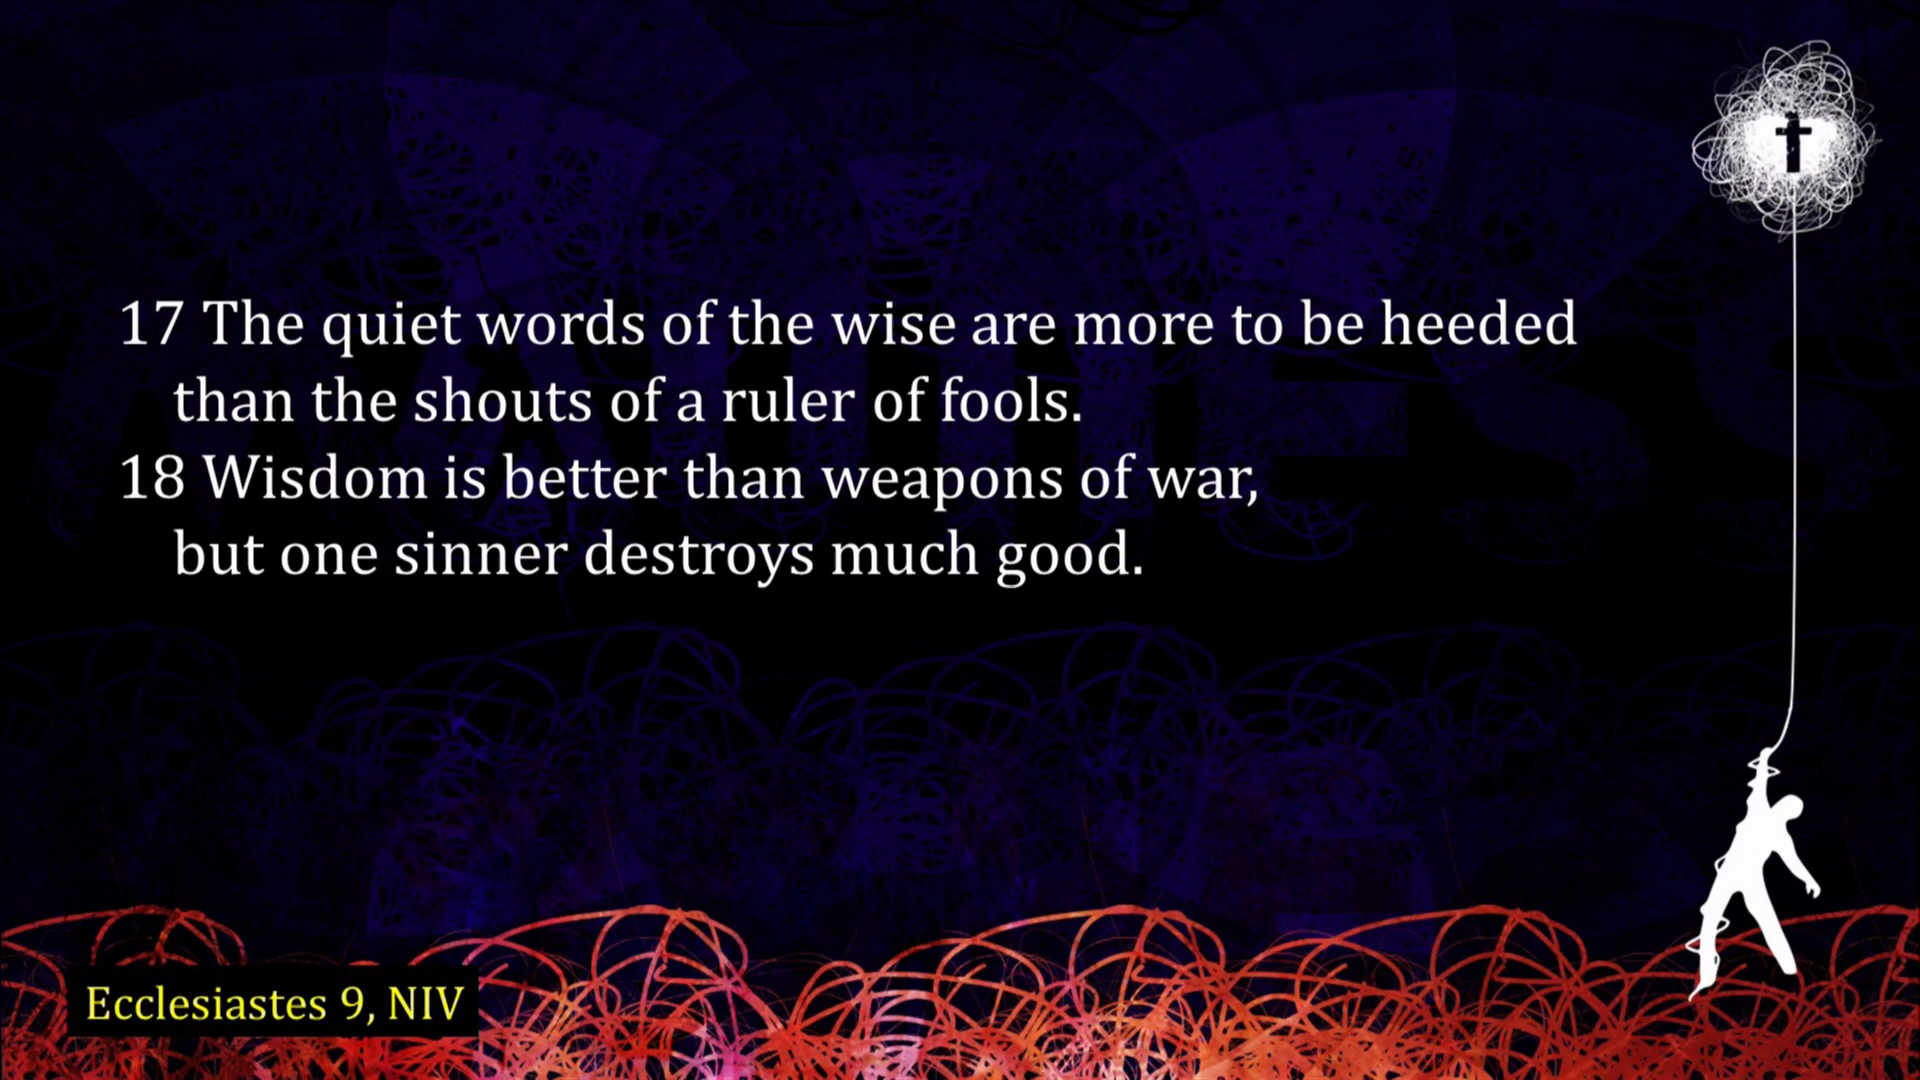 17 The quiet words of the wise are more to be heeded
than the shouts of a ruler of fools.
18 Wisdom is better than weapons of war,
but one sinner destroys much good.
Ecclesiastes 9, NIV